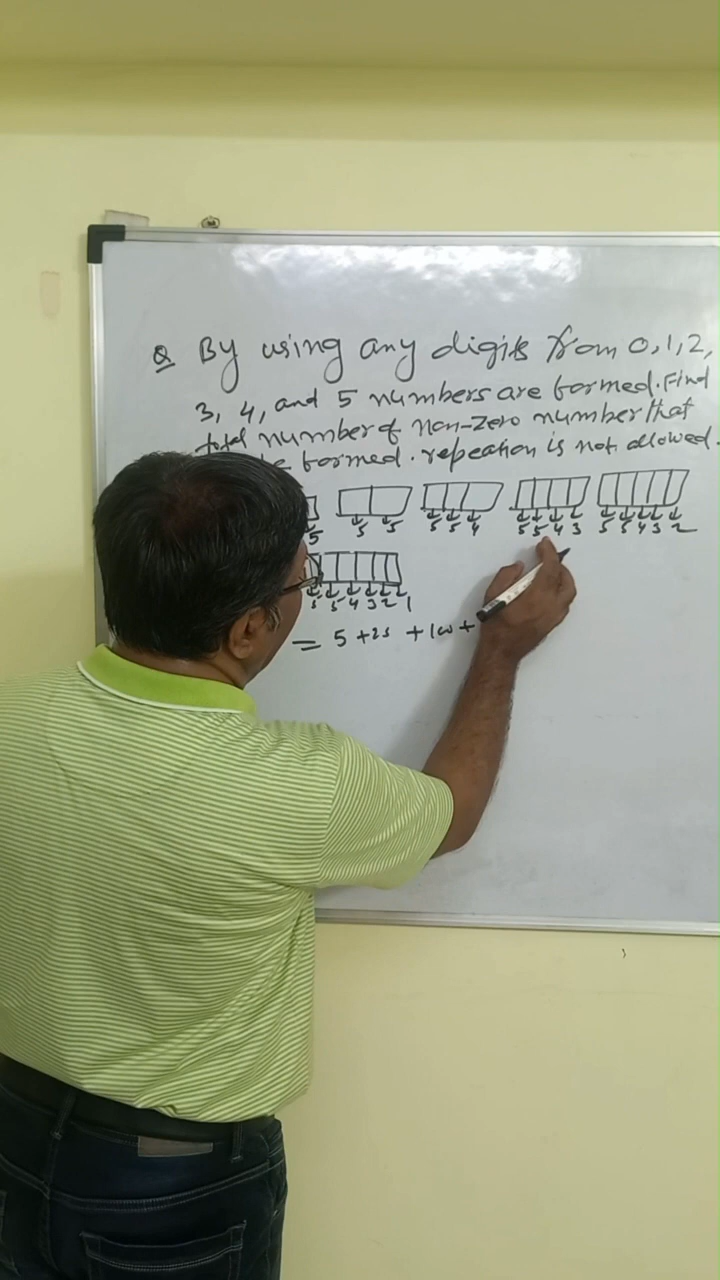 Q By using any digits from 0,1,2,
3, 4, and 5 numbers are formed. Find
total number of non-zero number that
be formed. repeation is not allowed.
5 5 5 5 5 4 5 5 4 3 5 5 4 3 2
5 5 4 3 2 1
= 5 + 25 + 100 +